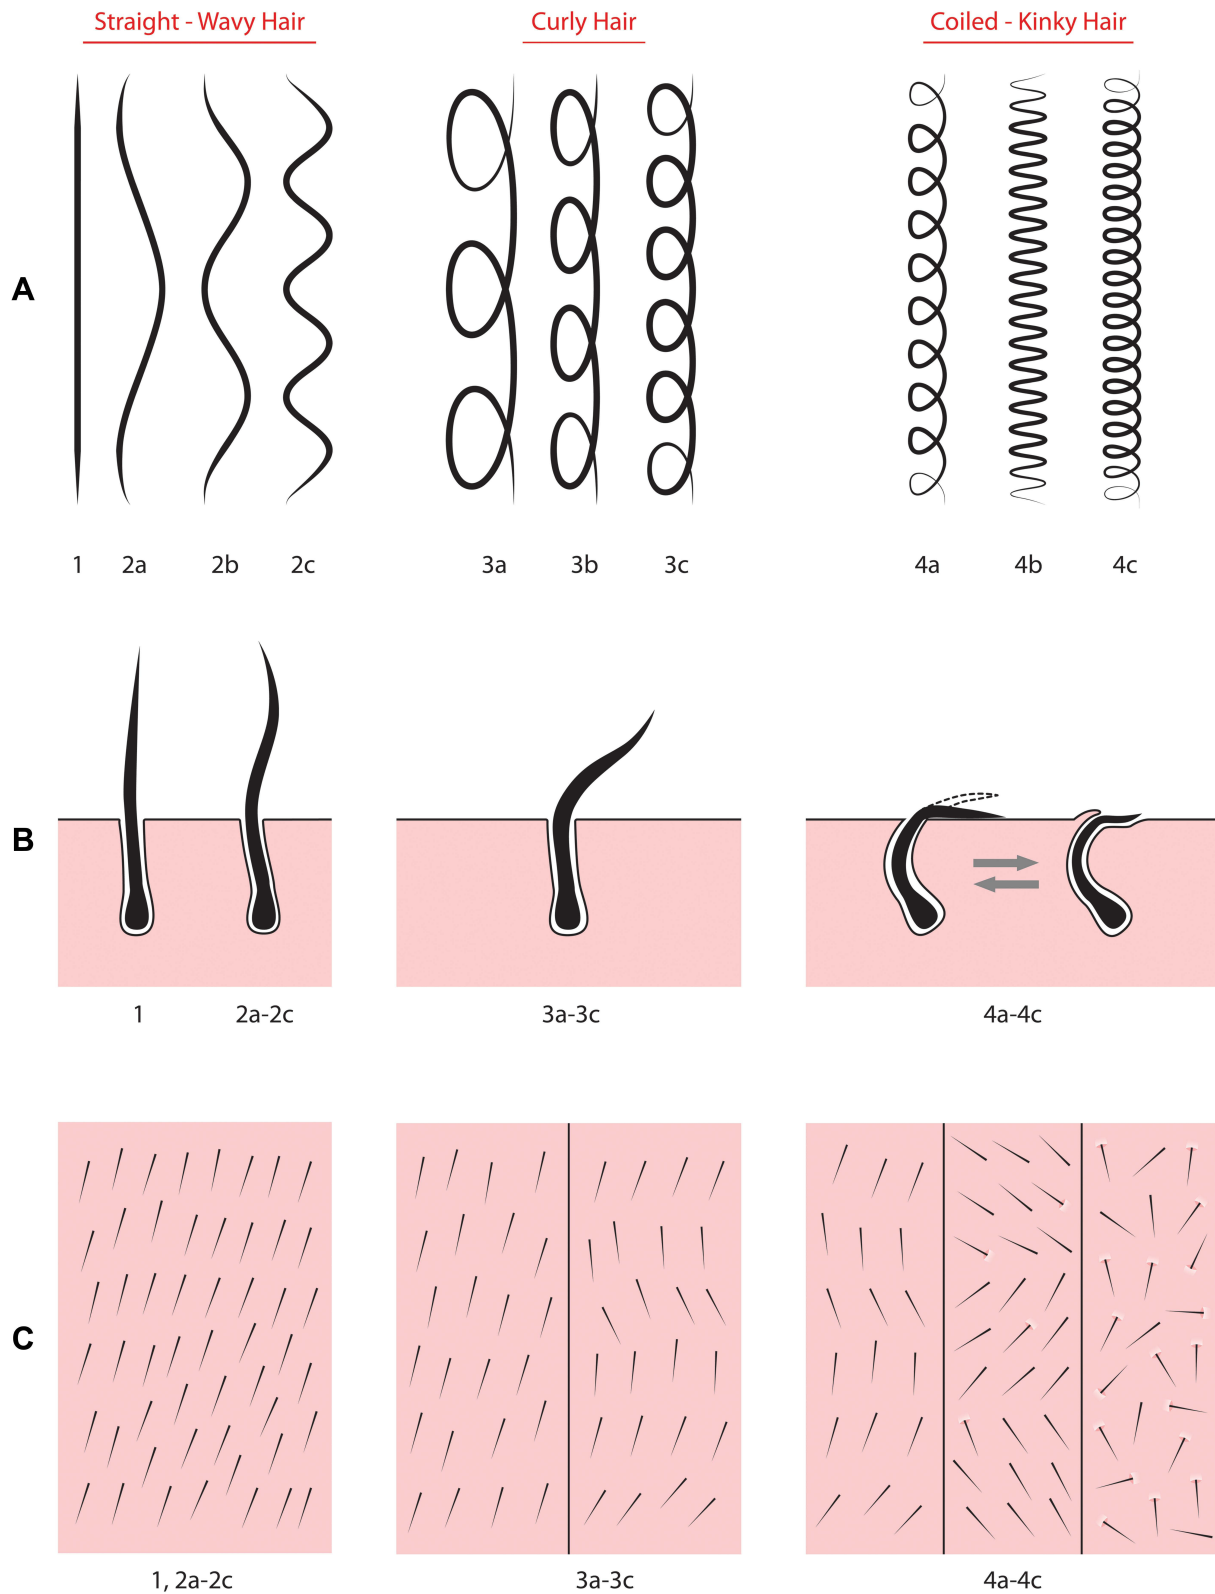 Straight - Wavy Hair
Curly Hair
Coiled - Kinky Hair
A
1 2a 2b 2c 3a 3b 3c 4a 4b 4c
B
1 2a-2c 3a-3c 4a-4c
C
1, 2a-2c 3a-3c 4a-4c